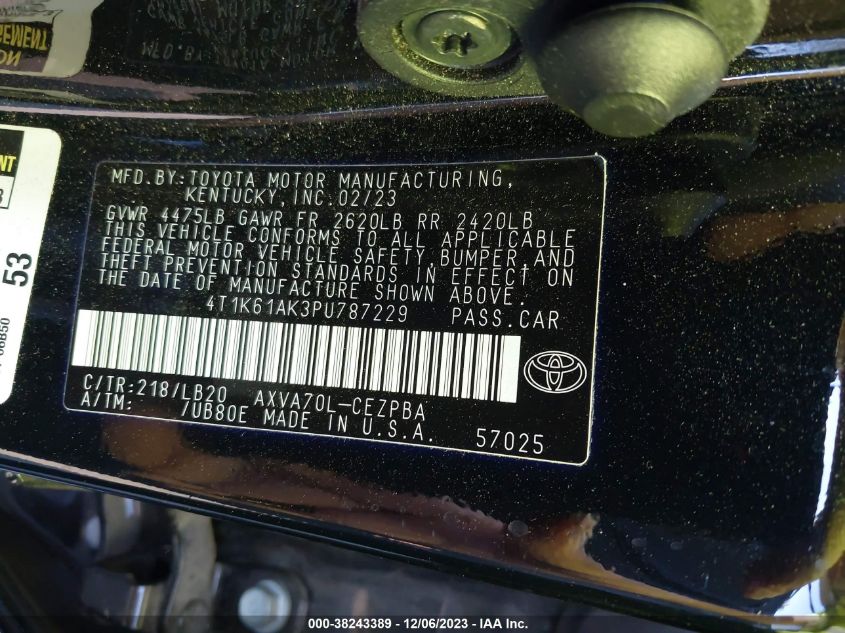 NT
53
06B50
MFD.BY:TOYOTA MOTOR MANUFACTURING,
KENTUCKY, INC. 02/23
GVWR 4475LB GAWR FR 2620LB RR 2420LB
THIS VEHICLE CONFORMS TO ALL APPLICABLE
FEDERAL MOTOR VEHICLE SAFETY, BUMPER, AND
THEFT PREVENTION STANDARDS IN EFFECT ON
THE DATE OF MANUFACTURE SHOWN ABOVE.
4T1K61AK3PU787229 PASS.CAR
C/TR:218/LB20 AXVA70L-CEZPBA
A/TM: /UB80E MADE IN U.S.A. 57025
000-38243389 - 12/06/2023 - IAA Inc.